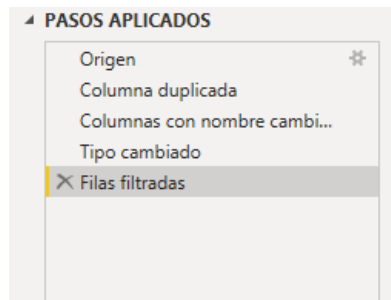 PASOS APLICADOS
Origen
Columna duplicada
Columnas con nombre cambi...
Tipo cambiado
Filas filtradas